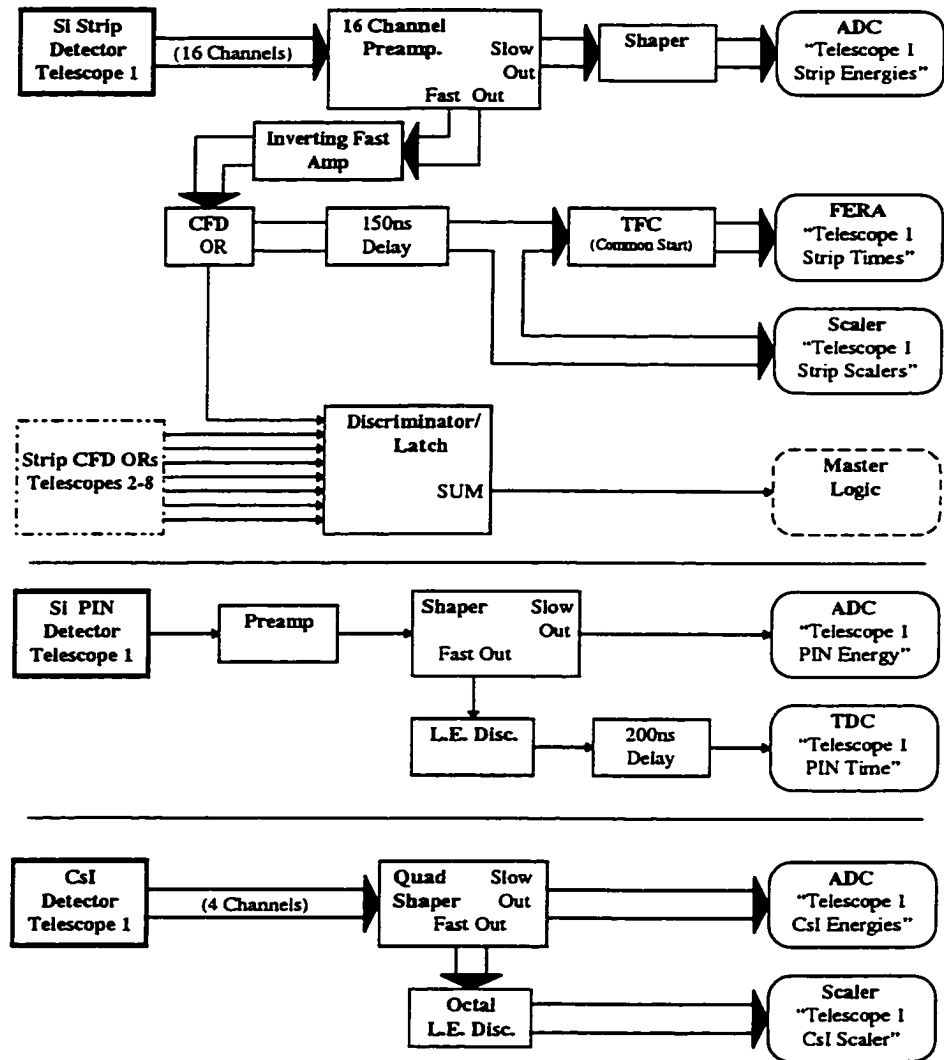 Si Strip
Detector
Telescope 1
(16 Channels)
16 Channel
Preamp.
Slow
Out
Fast Out
Shaper
ADC
“Telescope 1
Strip Energies”
Inverting Fast
Amp
CFD
OR
150ns
Delay
TFC
(Common Start)
FERA
“Telescope 1
Strip Times”
Scaler
“Telescope 1
Strip Scalers”
Strip CFD ORs
Telescopes 2-8
Discriminator/
Latch
SUM
Master
Logic
Si PIN
Detector
Telescope 1
Preamp
Shaper
Slow
Out
Fast Out
ADC
“Telescope 1
PIN Energy”
L.E. Disc.
200ns
Delay
TDC
“Telescope 1
PIN Time”
CsI
Detector
Telescope 1
(4 Channels)
Quad
Shaper
Slow
Out
Fast Out
ADC
“Telescope 1
CsI Energies”
Octal
L.E. Disc.
Scaler
“Telescope 1
CsI Scaler”